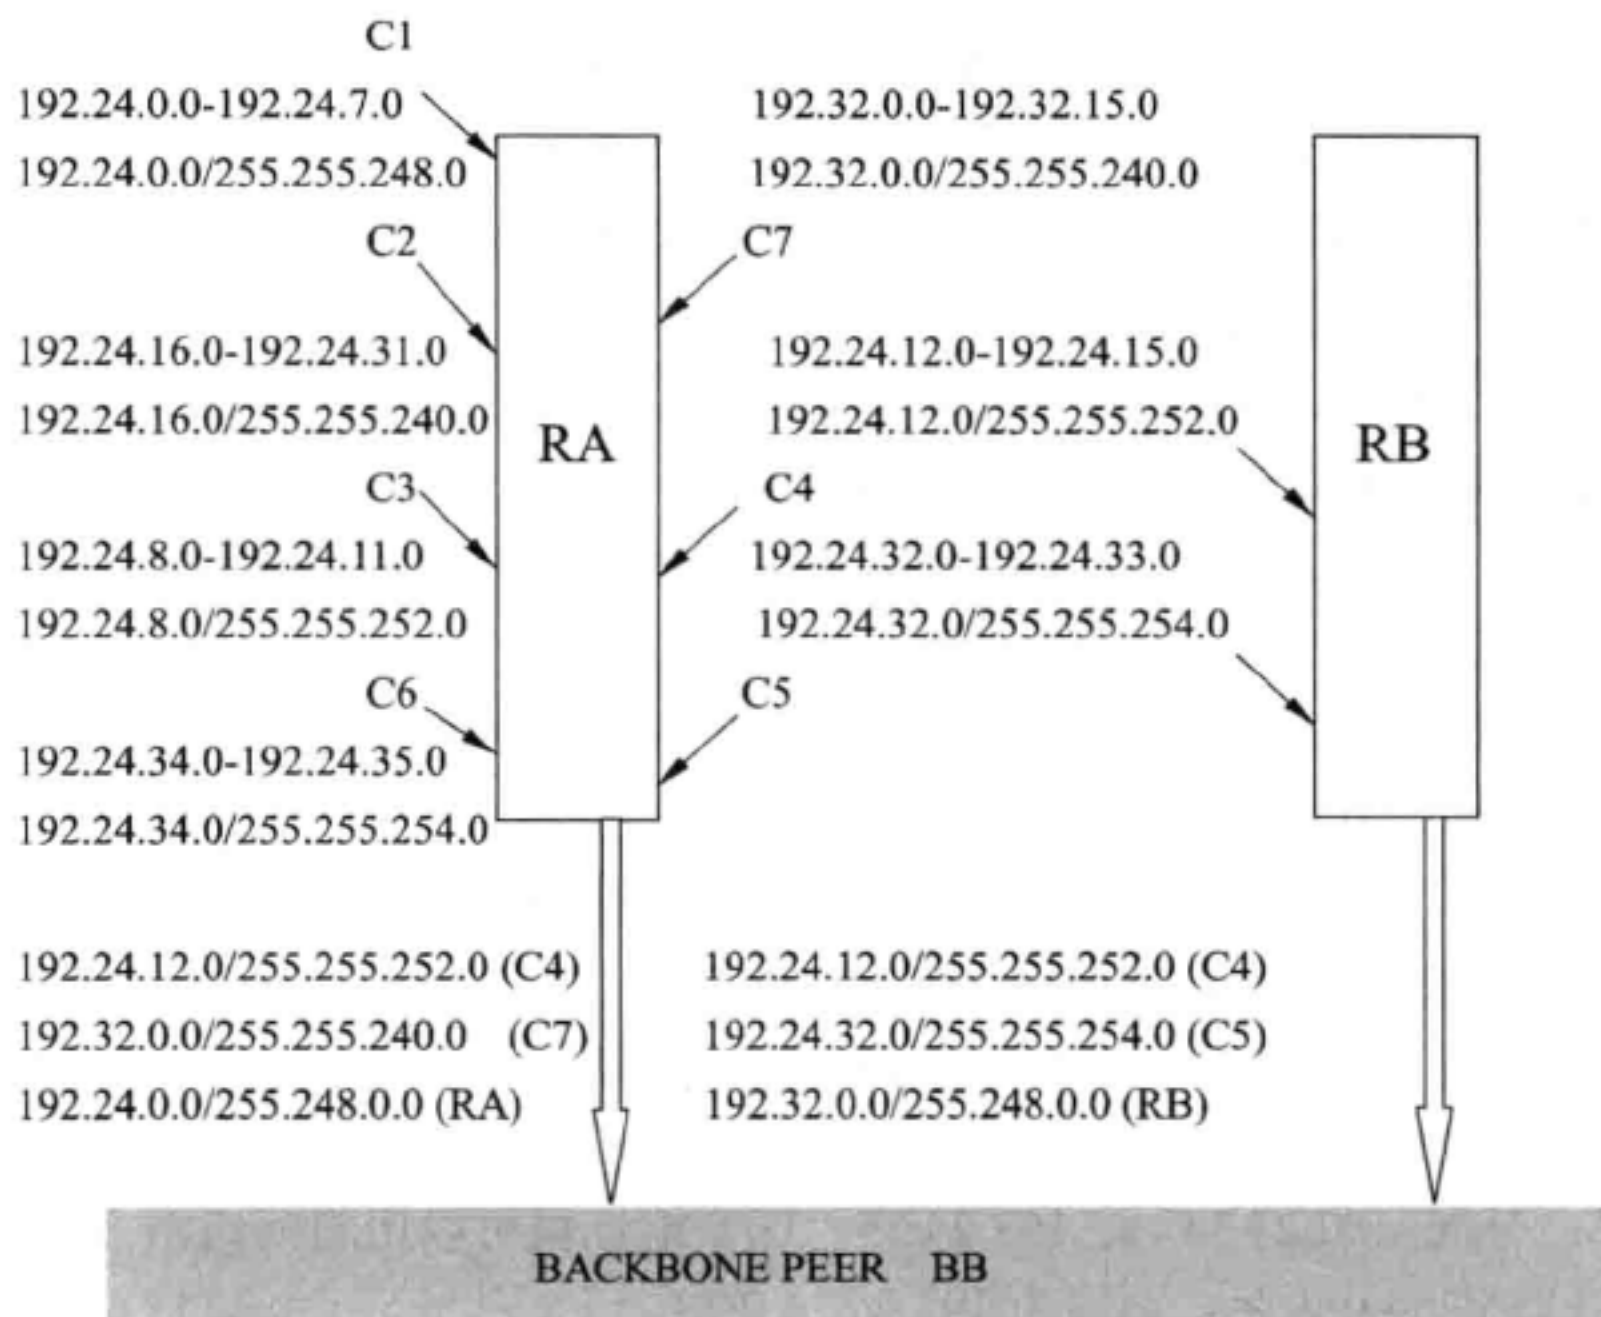 C1
192.24.0.0-192.24.7.0
192.24.0.0/255.255.248.0
C2
192.24.16.0-192.24.31.0
192.24.16.0/255.255.240.0
C3
192.24.8.0-192.24.11.0
192.24.8.0/255.255.252.0
C6
192.24.34.0-192.24.35.0
192.24.34.0/255.255.254.0
RA
192.32.0.0-192.32.15.0
192.32.0.0/255.255.240.0
C7
192.24.12.0-192.24.15.0
192.24.12.0/255.255.252.0
C4
192.24.32.0-192.24.33.0
192.24.32.0/255.255.254.0
C5
RB
192.24.12.0/255.255.252.0 (C4)
192.32.0.0/255.255.240.0 (C7)
192.24.0.0/255.248.0.0 (RA)
192.24.12.0/255.255.252.0 (C4)
192.24.32.0/255.255.254.0 (C5)
192.32.0.0/255.248.0.0 (RB)
BACKBONE PEER BB